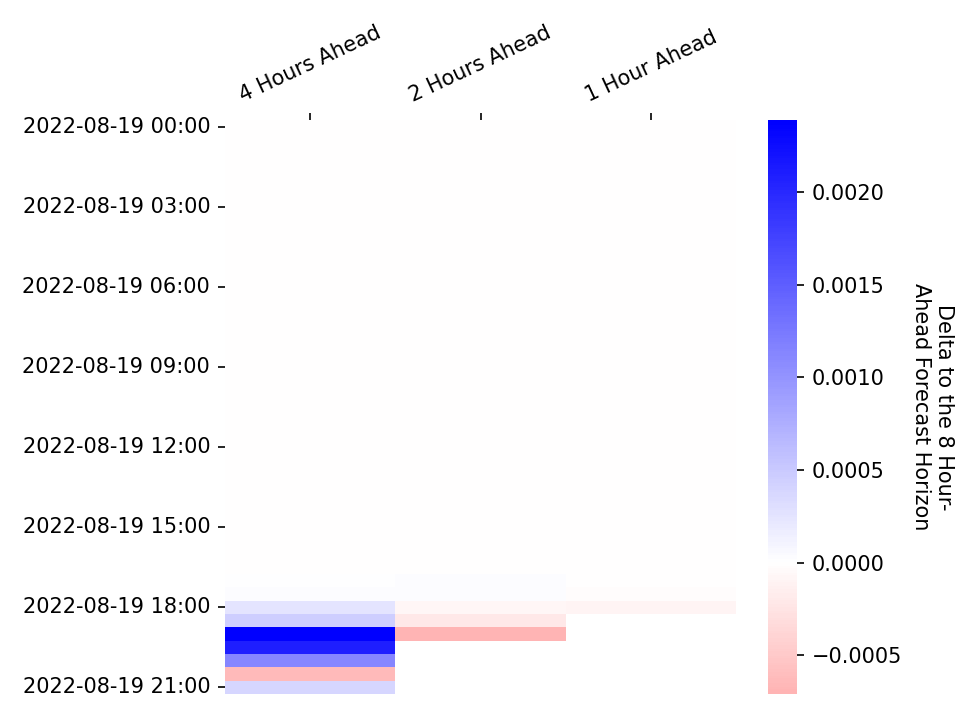 4 Hours Ahead
2 Hours Ahead
1 Hour Ahead
2022-08-19 00:00
2022-08-19 03:00
2022-08-19 06:00
2022-08-19 09:00
2022-08-19 12:00
2022-08-19 15:00
2022-08-19 18:00
2022-08-19 21:00
0.0020
0.0015
0.0010
0.0005
0.0000
−0.0005
Delta to the 8 Hour-
Ahead Forecast Horizon